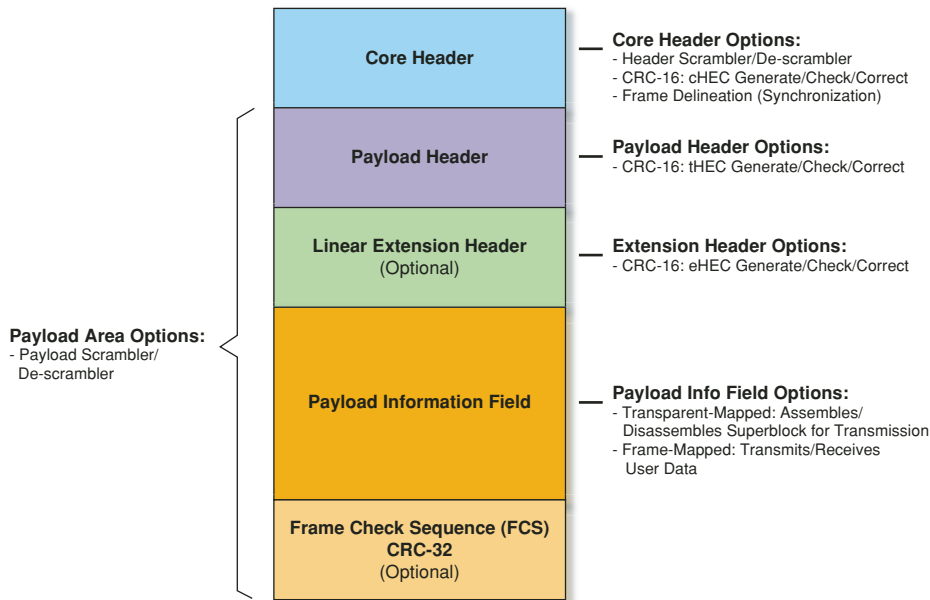 Core Header
Core Header Options:
- Header Scrambler/De-scrambler
- CRC-16: cHEC Generate/Check/Correct
- Frame Delineation (Synchronization)
Payload Header
Payload Header Options:
- CRC-16: tHEC Generate/Check/Correct
Linear Extension Header
(Optional)
Extension Header Options:
- CRC-16: eHEC Generate/Check/Correct
Payload Area Options:
- Payload Scrambler/
De-scrambler
Payload Information Field
Payload Info Field Options:
- Transparent-Mapped: Assembles/
Disassembles Superblock for Transmission
- Frame-Mapped: Transmits/Receives
User Data
Frame Check Sequence (FCS)
CRC-32
(Optional)